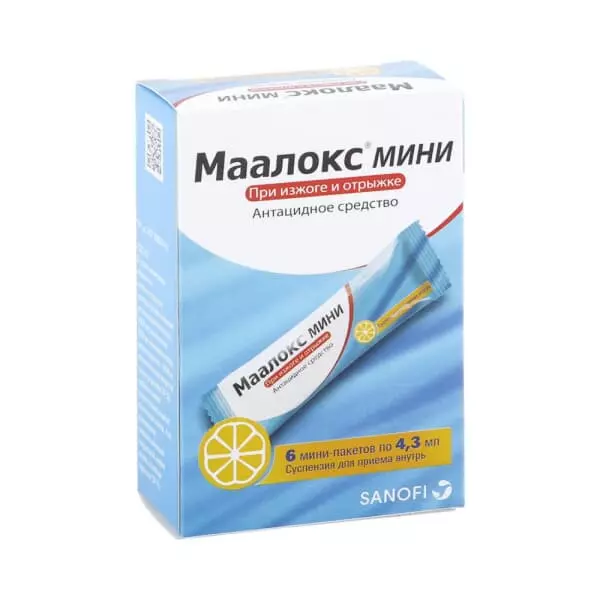 Маалокс® мини
При изжоге и отрыжке
Антацидное средство
Маалокс мини
При изжоге и отрыжке
Антацидное средство
6 мини-пакетов по 4,3 мл
Суспензия для приёма внутрь
SANOFI